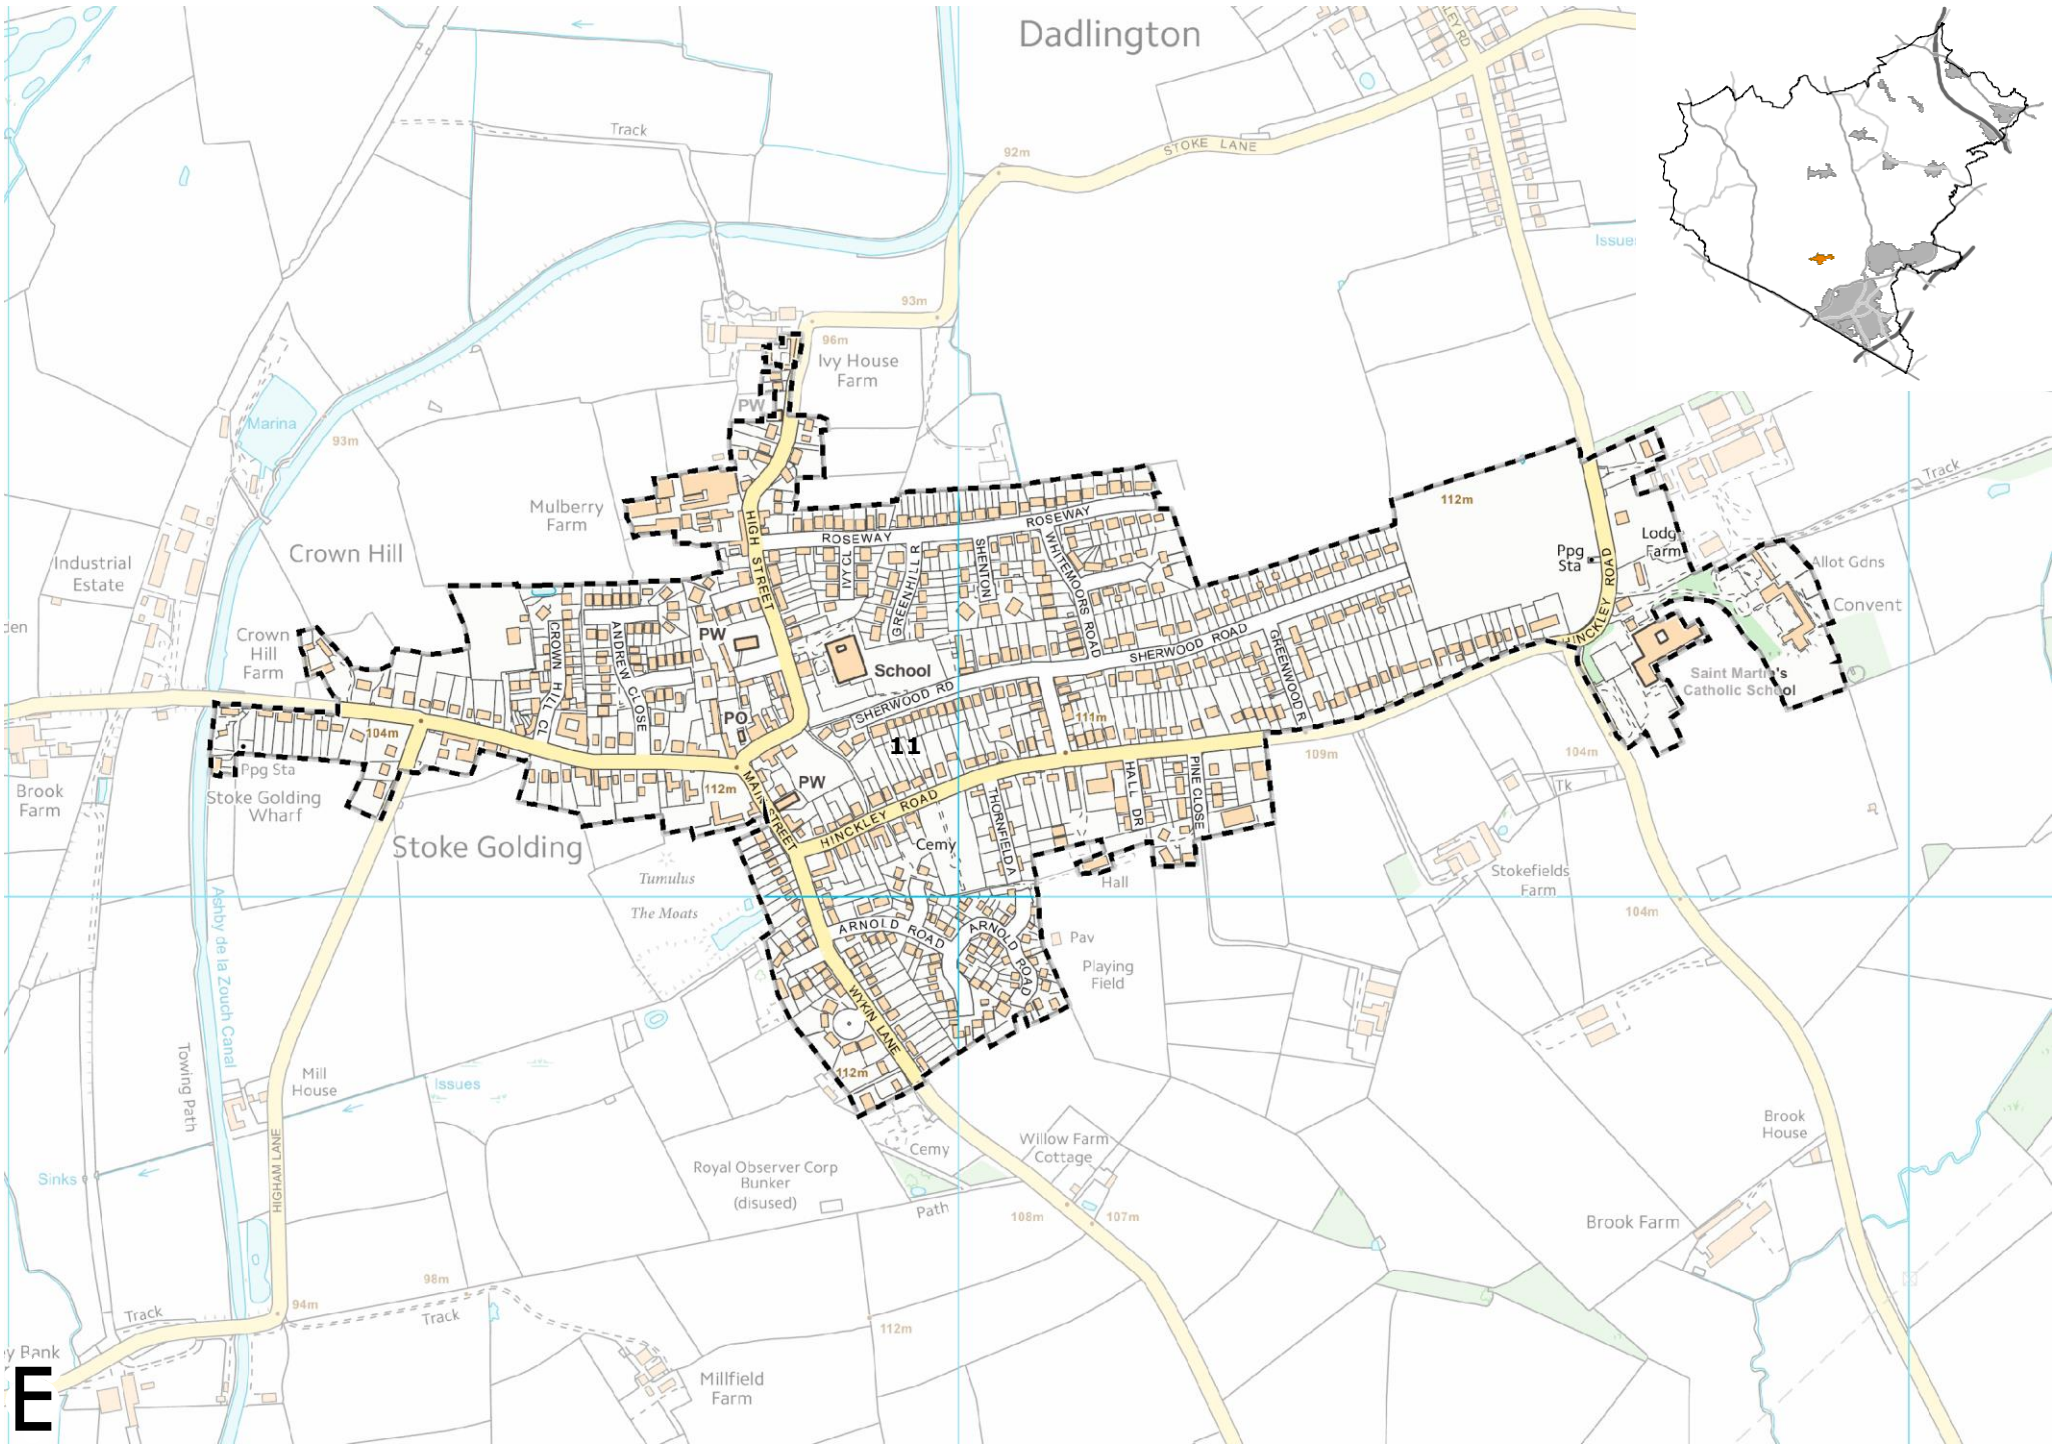 Dadlington
LEY RD
Track
92m
STOKE LANE
Issue
93m
96m
Ivy House
Farm
PW
Marina
93m
112m
Track
Mulberry
Farm
HIGH STREET
ROSEWAY
ROSEWAY
Crown Hill
Industrial
Estate
IVY CL
GREENHILL R
SHENTON
WHITEMOORS ROAD
Ppg
Sta
Lodg
Farm
HINCKLEY ROAD
Allot Gdns
Convent
en
Crown
Hill
Farm
CROWN HILL CL
ANDREW CLOSE
PW
School
SHERWOOD ROAD
GREENWOOD R
Saint Martin's
Catholic School
SHERWOOD RD
PO
104m
111m
11
109m
104m
Ppg Sta
Stoke Golding
Wharf
Brook
Farm
112m
MAIN STREET
PW
HINCKLEY ROAD
THORNFIELD A
HALL DR
PINE CLOSE
Tk
Stoke Golding
Cemy
Hall
Stokefields
Farm
Tumulus
The Moats
104m
Ashby de la Zouch Canal
ARNOLD ROAD
ARNOLD ROAD
Pav
Playing
Field
WYKIN LANE
Towing Path
Mill
House
Issues
112m
Brook
House
HIGHAM LANE
Cemy
Willow Farm
Cottage
Royal Observer Corp
Bunker
(disused)
Sinks
Path
108m
107m
Brook Farm
98m
94m
Track
Track
112m
y Bank
Millfield
Farm
E